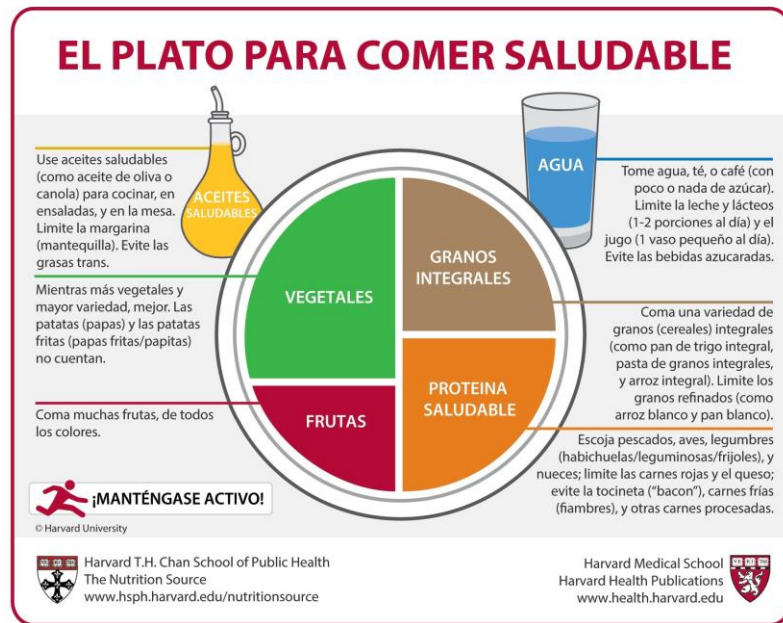 EL PLATO PARA COMER SALUDABLE
Use aceites saludables
(como aceite de oliva o
canola) para cocinar, en
ensaladas, y en la mesa.
Limite la margarina
(mantequilla). Evite las
grasas trans.
ACEITES
SALUDABLES
AGUA
Tome agua, té, o café (con
poco o nada de azúcar).
Limite la leche y lácteos
(1-2 porciones al día) y el
jugo (1 vaso pequeño al día).
Evite las bebidas azucaradas.
Mientras más vegetales y
mayor variedad, mejor. Las
patatas (papas) y las patatas
fritas (papas fritas/papitas)
no cuentan.
VEGETALES
GRANOS
INTEGRALES
Coma una variedad de
granos (cereales) integrales
(como pan de trigo integral,
pasta de granos integrales,
y arroz integral). Limite los
granos refinados (como
arroz blanco y pan blanco).
Coma muchas frutas, de todos
los colores.
FRUTAS
PROTEINA
SALUDABLE
Escoja pescados, aves, legumbres
(habichuelas/leguminosas/frijoles), y
nueces; limite las carnes rojas y el queso;
evite la tocineta ("bacon"), carnes frías
(fiambres), y otras carnes procesadas.
¡MANTÉNGASE ACTIVO!
© Harvard University
Harvard T.H. Chan School of Public Health
The Nutrition Source
www.hsph.harvard.edu/nutritionsource
Harvard Medical School
Harvard Health Publications
www.health.harvard.edu